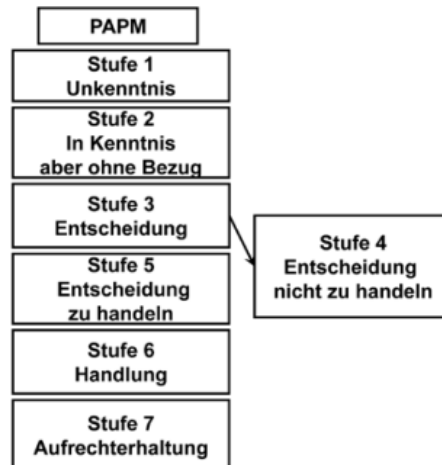 PAPM
Stufe 1
Unkenntnis
Stufe 2
In Kenntnis
aber ohne Bezug
Stufe 3
Entscheidung
Stufe 4
Entscheidung
nicht zu handeln
Stufe 5
Entscheidung
zu handeln
Stufe 6
Handlung
Stufe 7
Aufrechterhaltung